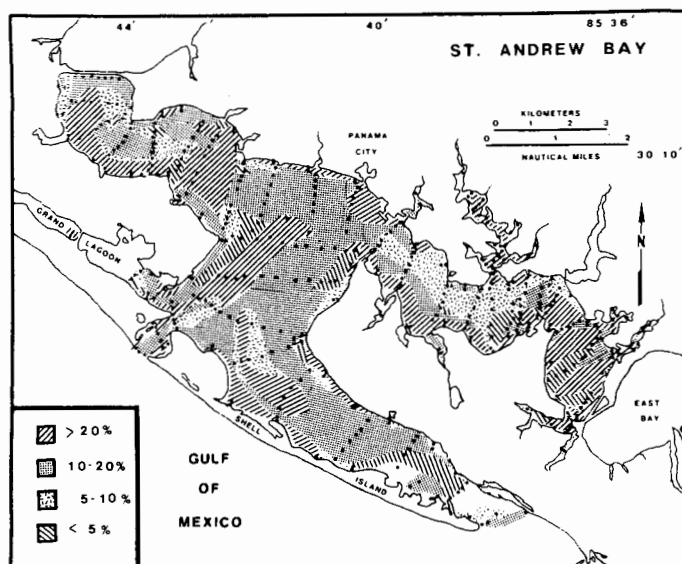 44'
40'
85 36'
ST. ANDREW BAY
KILOMETERS
0 1 2 3
0 1 2
NAUTICAL MILES
30 10'
PANAMA
CITY
GRAND
LAGOON
N
EAST
BAY
SHELL
ISLAND
GULF
OF
MEXICO
> 20%
10-20%
5-10%
< 5%